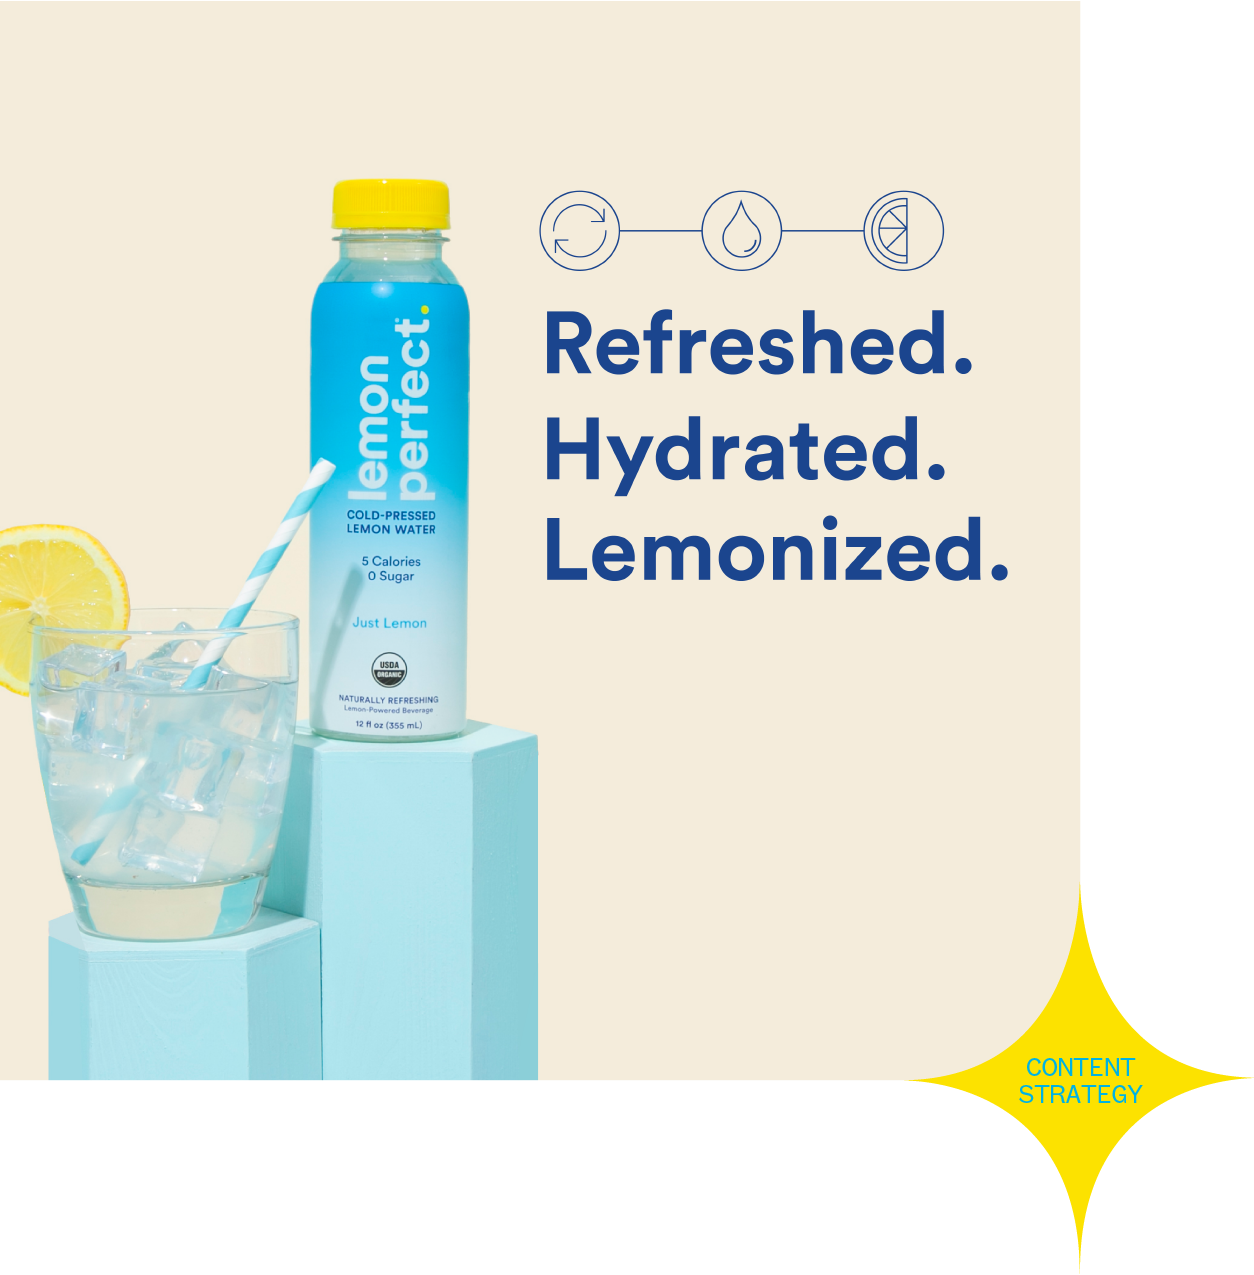 Refreshed.
Hydrated.
Lemonized.
lemon
perfect.
COLD-PRESSED
LEMON WATER
5 Calories
0 Sugar
Just Lemon
USDA
ORGANIC
NATURALLY REFRESHING
Lemon-Powered Beverage
12 fl oz (355 mL)
CONTENT
STRATEGY